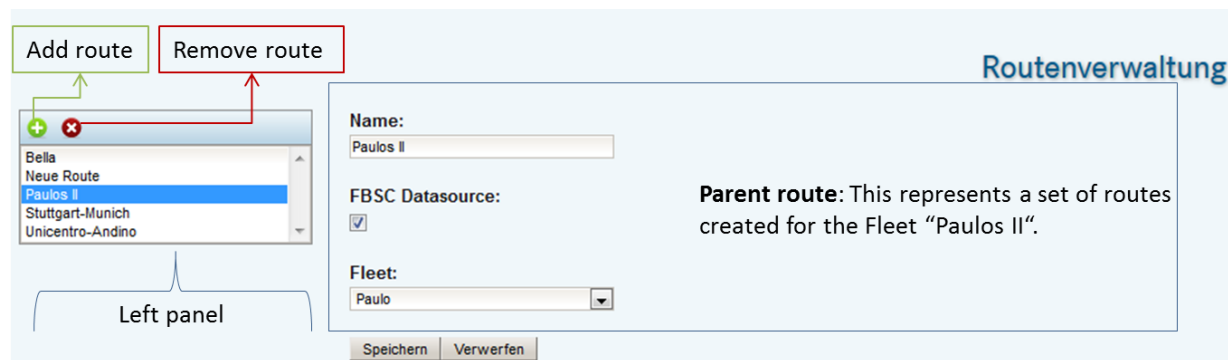 Add route
Remove route
Routenverwaltung
Bella
Neue Route
Paulos II
Stuttgart-Munich
Unicentro-Andino
Left panel
Name:
Paulos II
FBSC Datasource:
Fleet:
Paulo
Parent route: This represents a set of routes
created for the Fleet “Paulos II“.
Speichern
Verwerfen